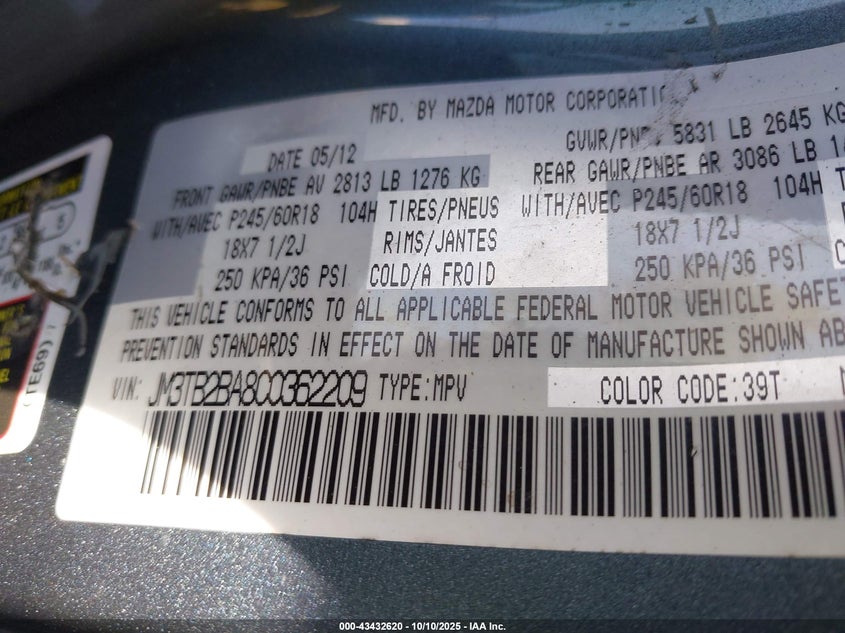 MFD. BY MAZDA MOTOR CORPORATI
DATE 05/12
GVWR/PNB 5831 LB 2645 KG
FRONT GAWR/PNBE AV 2813 LB 1276 KG
REAR GAWR/PNBE AR 3086 LB 1
WITH/AVEC P245/60R18 104H TIRES/PNEUS WITH/AVEC P245/60R18 104H
18X7 1/2J RIMS/JANTES 18X7 1/2J
250 KPA/36 PSI COLD/A FROID 250 KPA/36 PSI
THIS VEHICLE CONFORMS TO ALL APPLICABLE FEDERAL MOTOR VEHICLE SAFET
PREVENTION STANDARDS IN EFFECT ON THE DATE OF MANUFACTURE SHOWN AB
VIN: JM3TB2BA8C0362209 TYPE:MPV COLOR CODE:39T
(TE69)
000-43432620 - 10/10/2025 - IAA Inc.